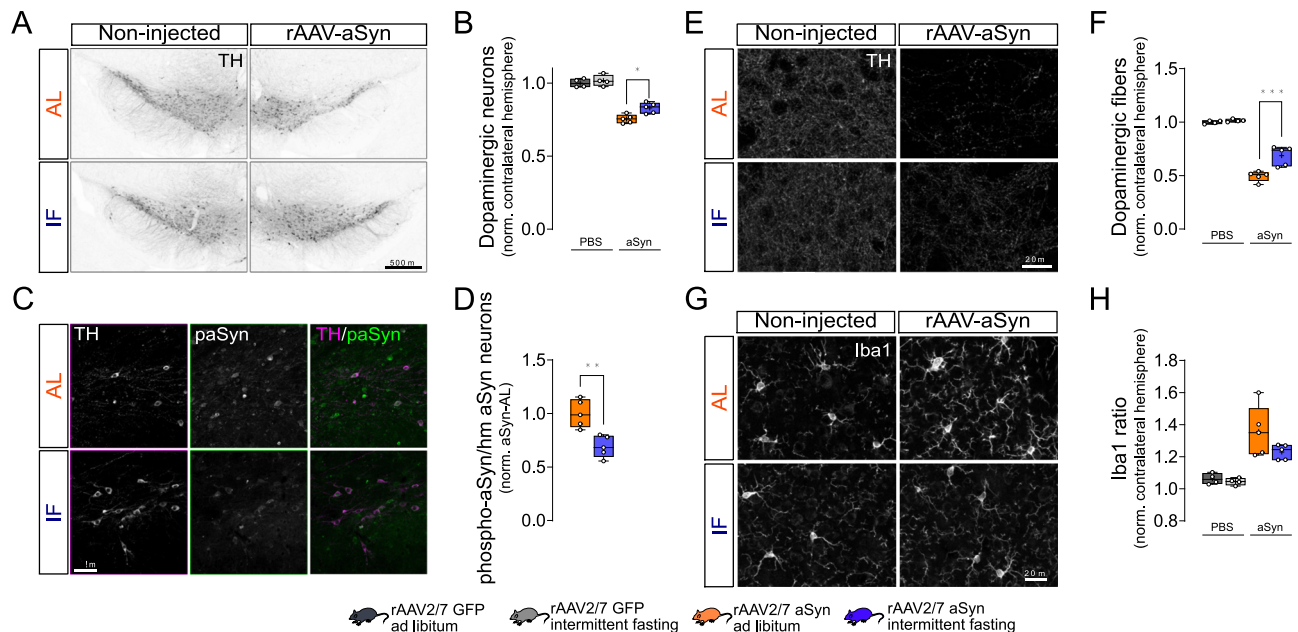 A
Non-injected
rAAV-aSyn
AL
TH
IF
500 m
B
Dopaminergic neurons
(norm. contralateral hemisphere)
1.0
0.5
0.0
*
PBS
aSyn
C
AL
TH
paSyn
TH/paSyn
IF
D
phospho-aSyn/hm aSyn neurons
(norm. aSyn-AL)
1.5
1.0
0.5
0.0
**
E
Non-injected
rAAV-aSyn
AL
TH
IF
20 m
F
Dopaminergic fibers
(norm. contralateral hemisphere)
1.5
1.0
0.5
0.0
***
PBS
aSyn
G
Non-injected
rAAV-aSyn
AL
Iba1
IF
20 m
H
Iba1 ratio
(norm. contralateral hemisphere)
1.8
1.6
1.4
1.2
1.0
0.8
PBS
aSyn
rAAV2/7 GFP
ad libitum
rAAV2/7 GFP
intermittent fasting
rAAV2/7 aSyn
ad libitum
rAAV2/7 aSyn
intermittent fasting